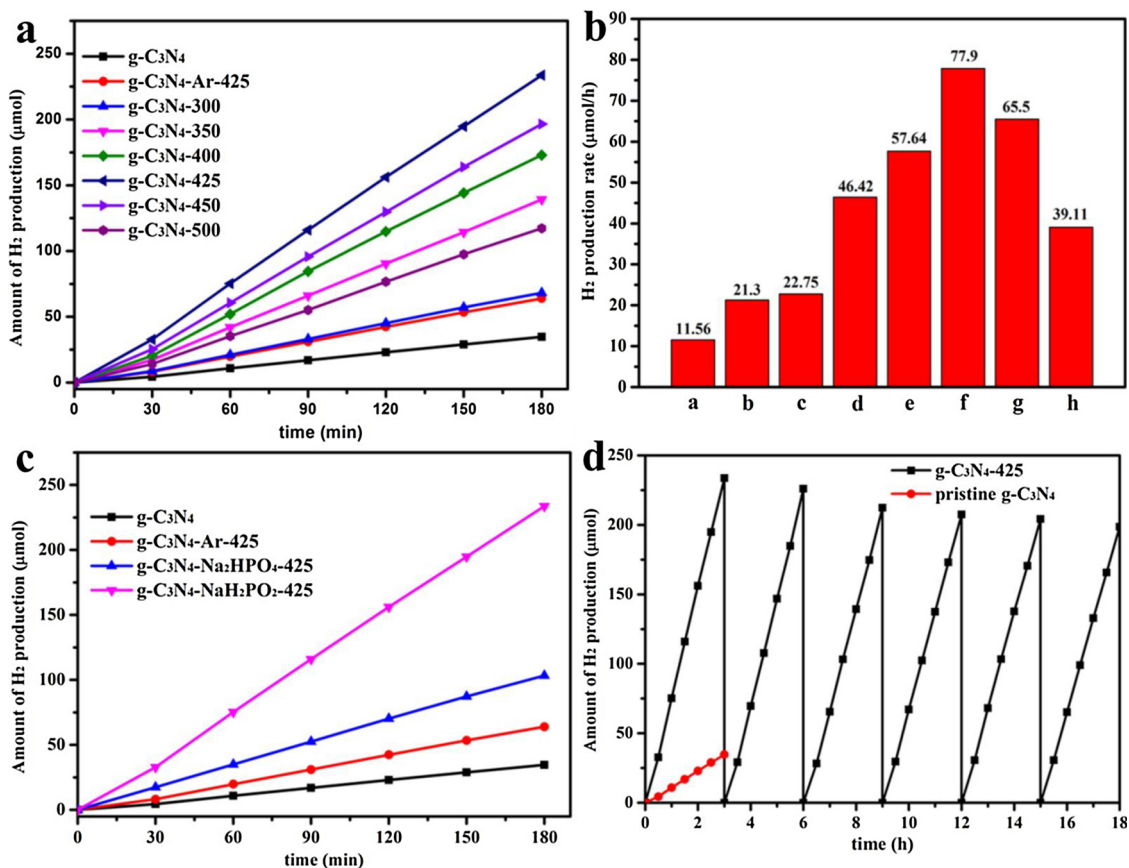 a
250
200
150
100
50
0
g-C₃N₄
g-C₃N₄-Ar-425
g-C₃N₄-300
g-C₃N₄-350
g-C₃N₄-400
g-C₃N₄-425
g-C₃N₄-450
g-C₃N₄-500
Amount of H₂ production (μmol)
0 30 60 90 120 150 180
time (min)
b
90
80
70
60
50
40
30
20
10
0
H₂ production rate (μmol/h)
11.56
21.3
22.75
46.42
57.64
77.9
65.5
39.11
a b c d e f g h
c
250
200
150
100
50
0
g-C₃N₄
g-C₃N₄-Ar-425
g-C₃N₄-Na₂HPO₄-425
g-C₃N₄-NaH₂PO₂-425
Amount of H₂ production (μmol)
0 30 60 90 120 150 180
time (min)
d
250
200
150
100
50
0
g-C₃N₄-425
pristine g-C₃N₄
Amount of H₂ production (μmol)
0 2 4 6 8 10 12 14 16 18
time (h)